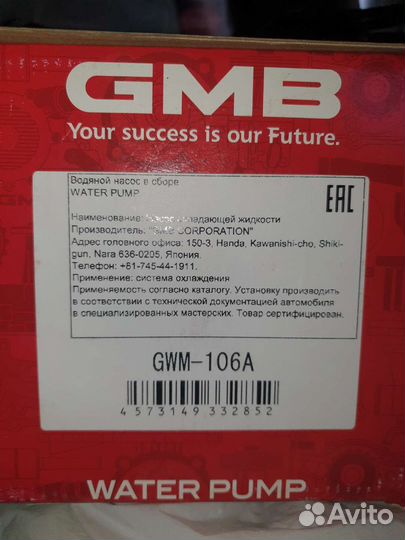 GMB
Your success is our Future.
Водяной насос в сборе
WATER PUMP
EAC
Наименование: охлаждающей жидкости
Производитель: "GMB CORPORATION"
Адрес головного офиса: 150-3, Handa, Kawanishi-cho, Shiki-
gun, Nara 636-0205, Япония.
Телефон: +81-745-44-1911.
Применение: система охлаждения
Применяемость согласно каталогу. Установку производить
в соответствии с технической документацией автомобиля
в специализированных мастерских. Товар сертифицирован.
GWM-106A
4 573149 332852
WATER PUMP
Avito